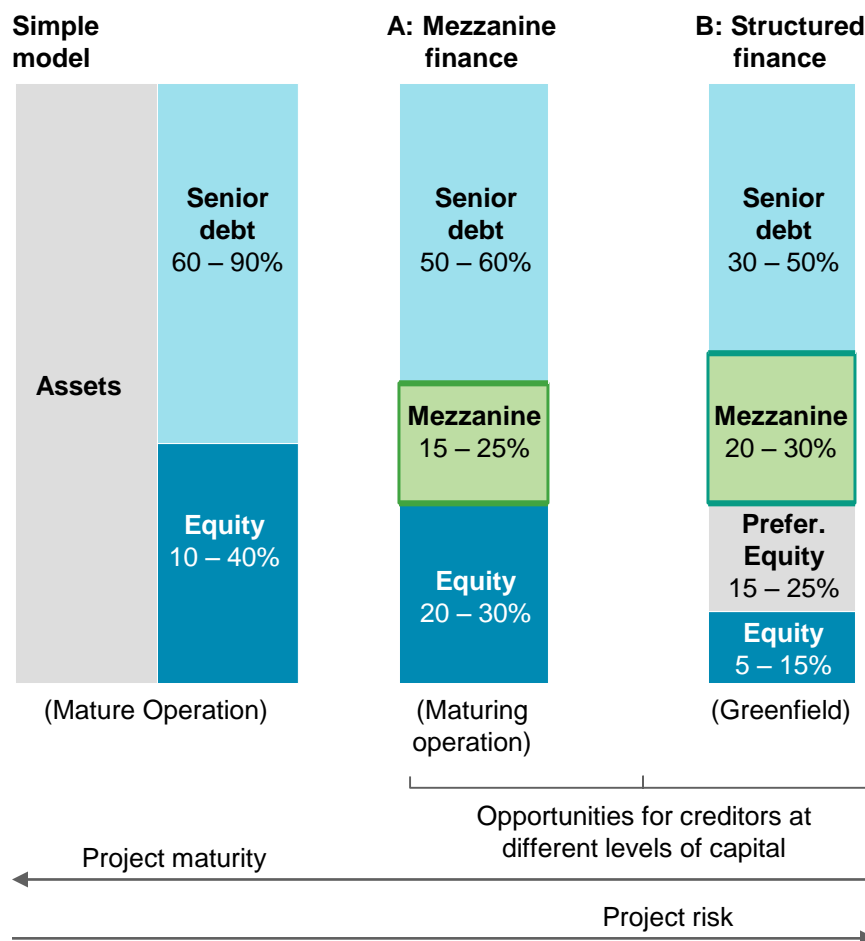 Simple
model
A: Mezzanine
finance
B: Structured
finance
Assets
Senior
debt
60 – 90%
Equity
10 – 40%
Senior
debt
50 – 60%
Mezzanine
15 – 25%
Equity
20 – 30%
Senior
debt
30 – 50%
Mezzanine
20 – 30%
Prefer.
Equity
15 – 25%
Equity
5 – 15%
(Mature Operation)
(Maturing
operation)
(Greenfield)
Opportunities for creditors at
different levels of capital
Project maturity
Project risk